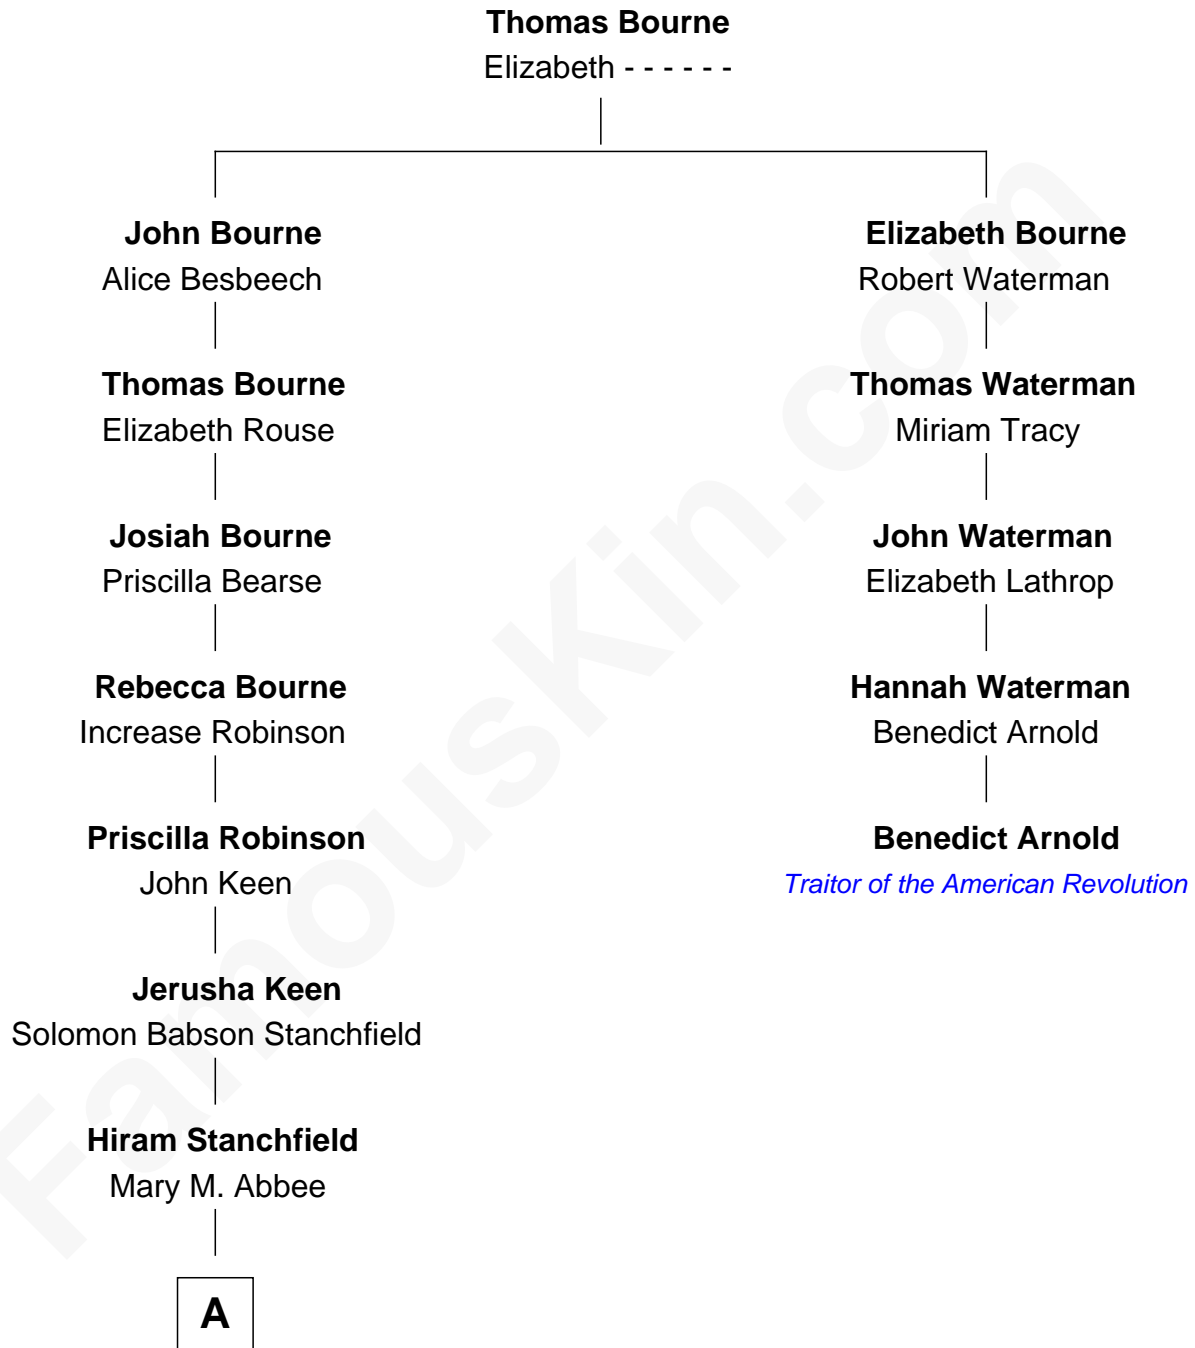 Thomas Bourne
Elizabeth - - - - - -
John Bourne
Alice Besbeech
Elizabeth Bourne
Robert Waterman
Thomas Bourne
Elizabeth Rouse
Thomas Waterman
Miriam Tracy
Josiah Bourne
Priscilla Bearse
John Waterman
Elizabeth Lathrop
Rebecca Bourne
Increase Robinson
Hannah Waterman
Benedict Arnold
Priscilla Robinson
John Keen
Benedict Arnold
Traitor of the American Revolution
Jerusha Keen
Solomon Babson Stanchfield
Hiram Stanchfield
Mary M. Abbee
A
FamousKin.com